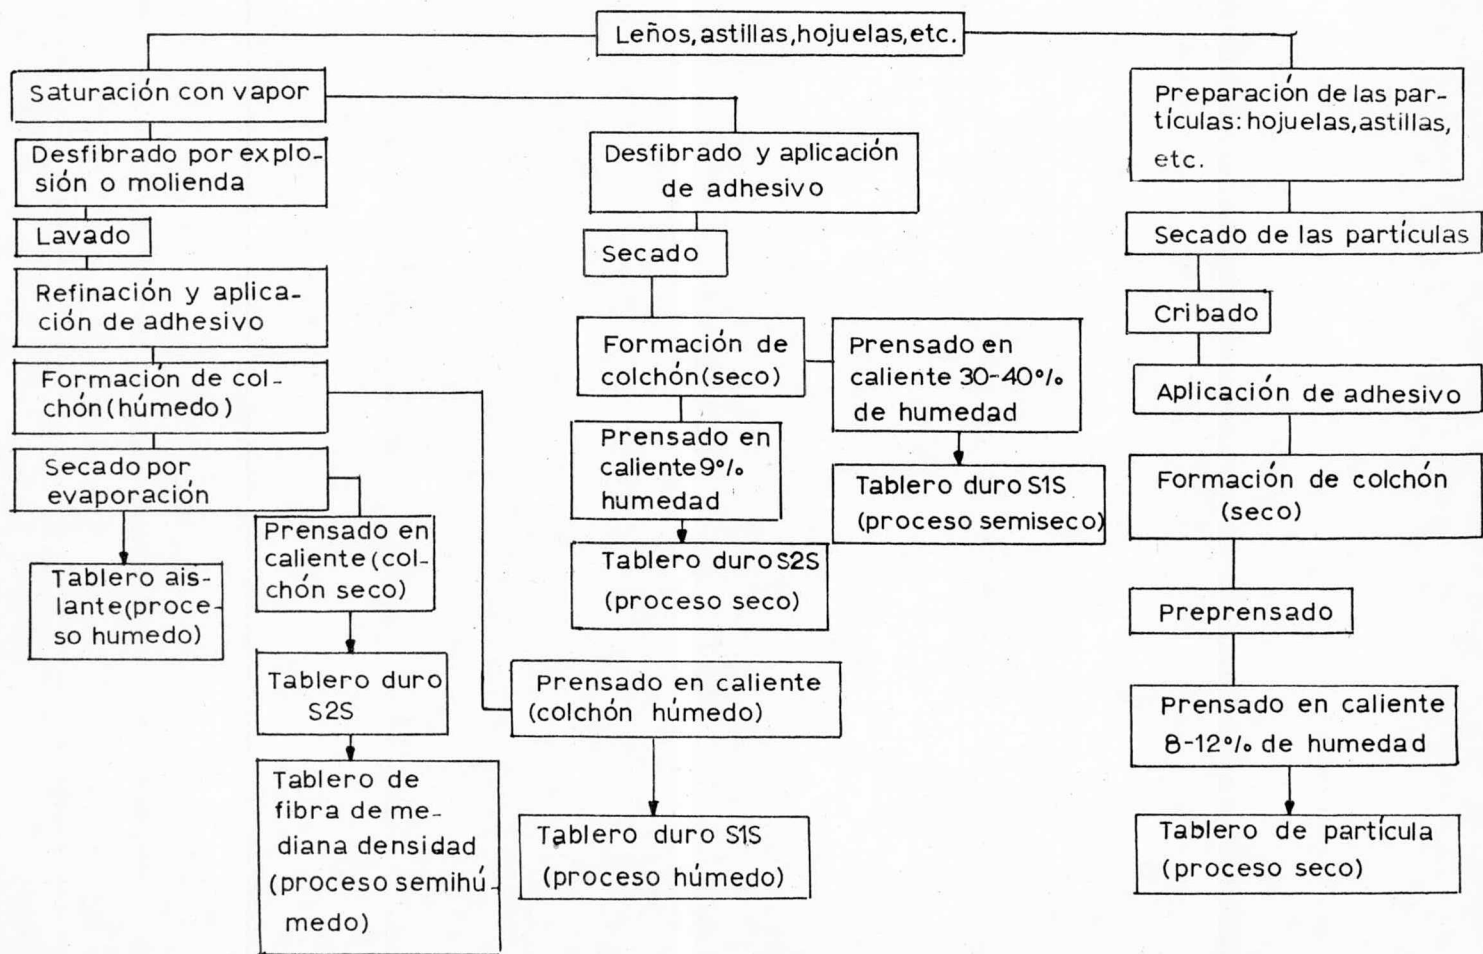 Leños,astillas,hojuelas,etc.
Saturación con vapor
Desfibrado por explo-
sión o molienda
Lavado
Refinación y aplica-
ción de adhesivo
Formación de col-
chón(húmedo)
Secado por
evaporación
Tablero ais-
lante(proce-
so humedo)
Prensado en
caliente(col-
chón seco)
Tablero duro
S2S
Tablero de
fibra de me-
diana densidad
(proceso semihú-
medo)
Prensado en caliente
(colchón húmedo)
Tablero duro S1S
(proceso húmedo)
Desfibrado y aplicación
de adhesivo
Secado
Formación de
colchón(seco)
Prensado en
caliente 9%
humedad
Tablero duro S2S
(proceso seco)
Prensado en
caliente 30-40%
de humedad
Tablero duro S1S
(proceso semiseco)
Preparación de las par-
tículas: hojuelas,astillas,
etc.
Secado de las partículas
Cribado
Aplicación de adhesivo
Formación de colchón
(seco)
Preprensado
Prensado en caliente
8-12% de humedad
Tablero de partícula
(proceso seco)